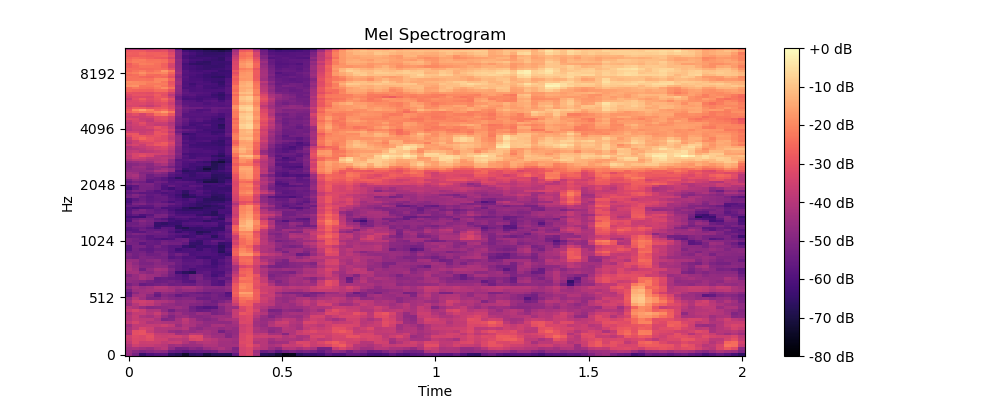 Mel Spectrogram
Hz
8192
4096
2048
1024
512
0
0
0.5
1
1.5
2
Time
+0 dB
-10 dB
-20 dB
-30 dB
-40 dB
-50 dB
-60 dB
-70 dB
-80 dB